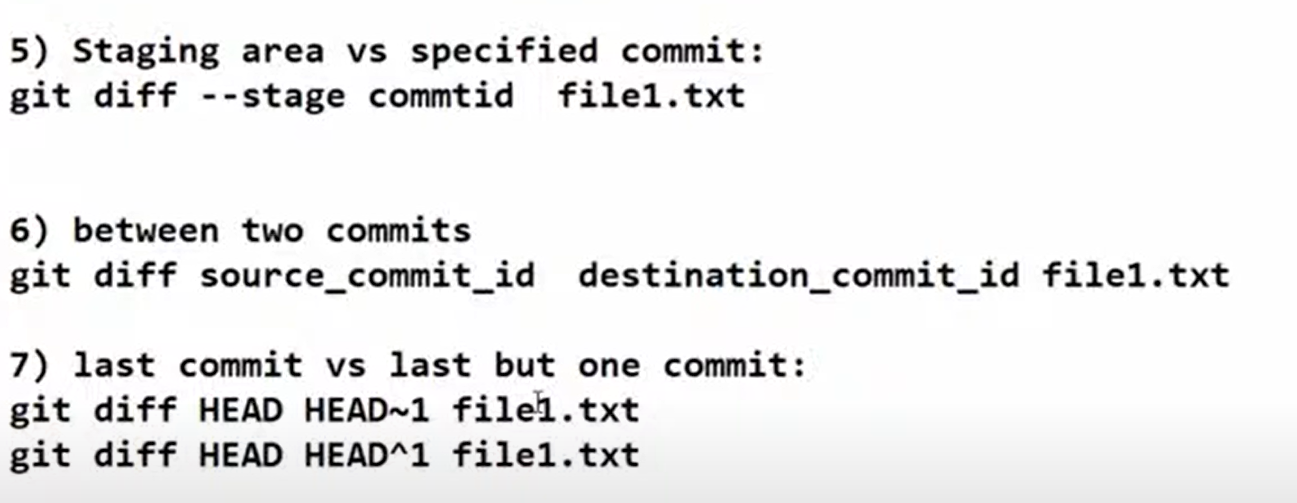 5) Staging area vs specified commit:
git diff --stage commtid  file1.txt
6) between two commits
git diff source_commit_id  destination_commit_id file1.txt
7) last commit vs last but one commit:
git diff HEAD HEAD~1 file1.txt
git diff HEAD HEAD^1 file1.txt